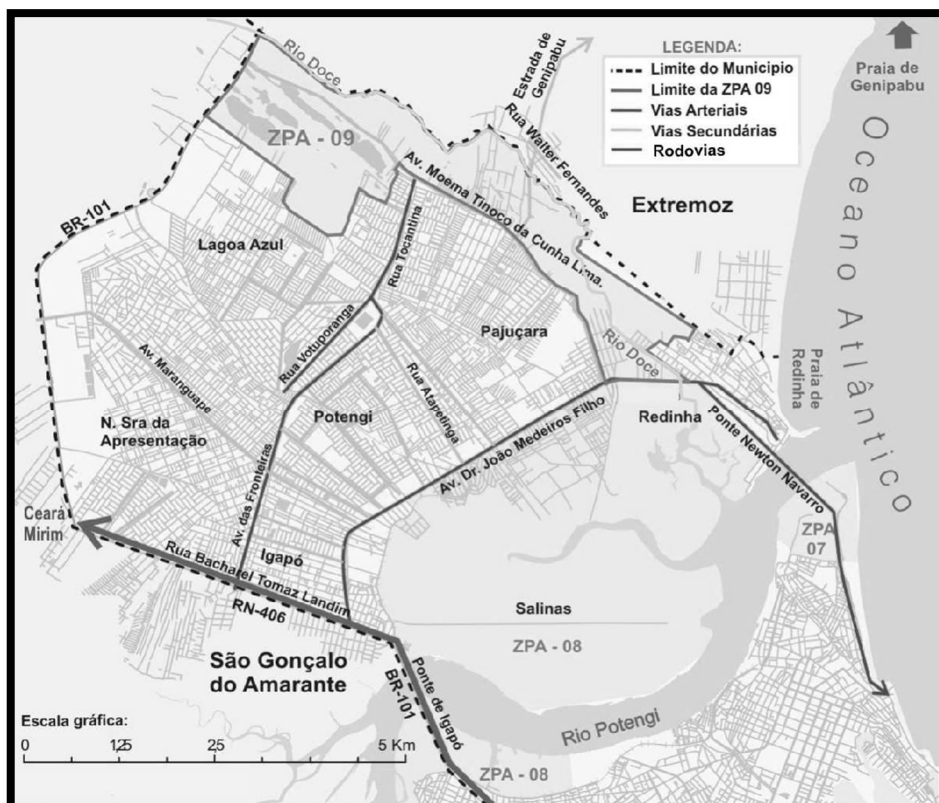 LEGENDA:
Limite do Municipio
Limite da ZPA 09
Vias Arteriais
Vias Secundárias
Rodovias
Praia de
Genipabu
Oceano Atlântico
Rio Doce
Estrada de
Genipabu
Rua Walter Fernandes
ZPA - 09
Av. Moema Tinoco da Cunha Lima.
Extremoz
BR-101
Lagoa Azul
Rua Tocantina
Pajuçara
Rio Doce
Praia de
Redinha
Av. Maranguape
Rua Votuporanga
Rua Atapetinga
N. Sra da
Apresentação
Potengi
Redinha
Av. Dr. João Medeiros Filho
Ponte Newton Navarro
Av. das Fronteiras
Ceará
Mirim
ZPA
07
Rua Bacharel Tomaz Landim
Igapó
RN-406
Salinas
ZPA - 08
São Gonçalo
do Amarante
BR-101
Ponte de Igapó
Rio Potengi
Escala gráfica:
0 1,25 25 5 Km
ZPA - 08